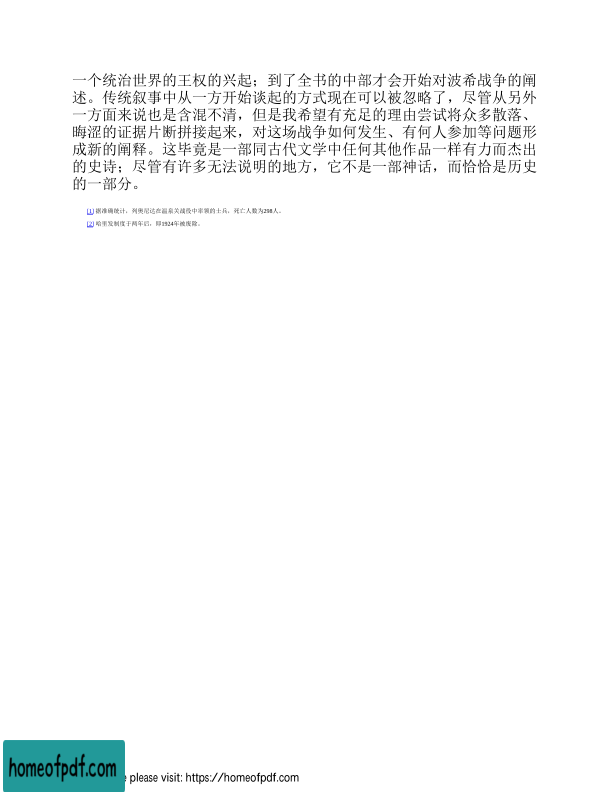 一个统治世界的王权的兴起；到了全书的中部才会开始对波希战争的阐
述。传统叙事中从一方开始谈起的方式现在可以被忽略了，尽管从另外
一方面来说也是含混不清，但是我希望有充足的理由尝试将众多散落、
晦涩的证据片断拼接起来，对这场战争如何发生、有何人参加等问题形
成新的阐释。这毕竟是一部同古代文学中任何其他作品一样有力而杰出
的史诗；尽管有许多无法说明的地方，它不是一部神话，而恰恰是历史
的一部分。
[1] 据准确统计，列奥尼达在温泉关战役中率领的士兵，死亡人数为298人。
[2] 哈里发制度于两年后，即1924年被废除。
homeofpdf.com
e please visit: https://homeofpdf.com